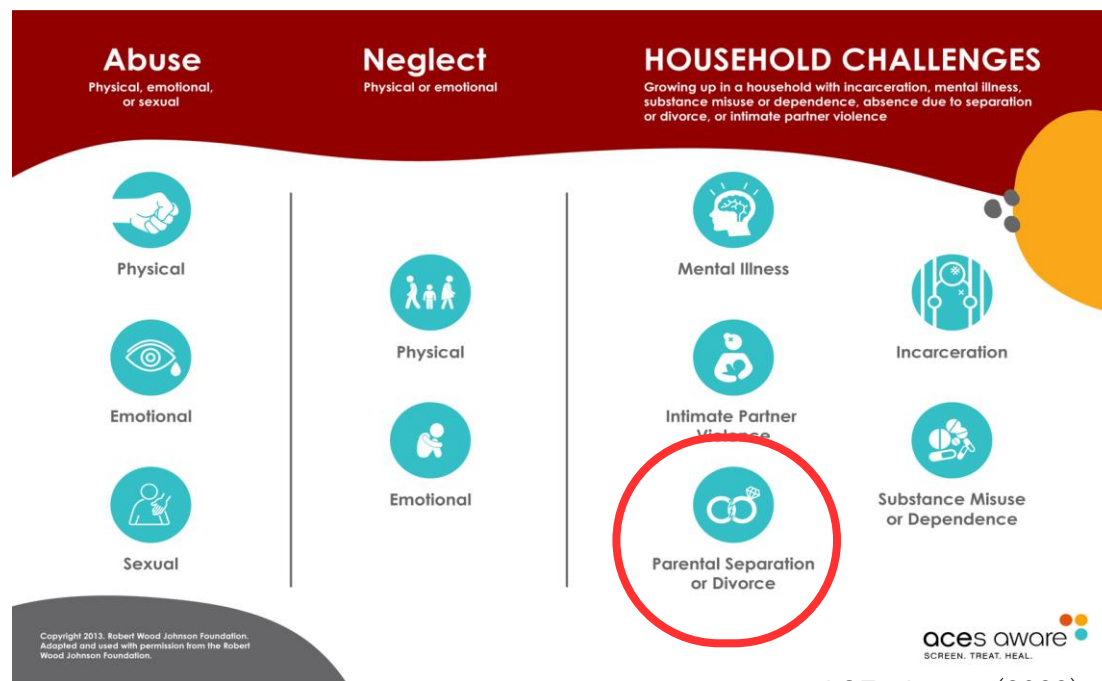 Abuse
Physical, emotional,
or sexual
Neglect
Physical or emotional
HOUSEHOLD CHALLENGES
Growing up in a household with incarceration, mental illness,
substance misuse or dependence, absence due to separation
or divorce, or intimate partner violence
Physical
Emotional
Sexual
Physical
Emotional
Mental Illness
Intimate Partner
Violence
Parental Separation
or Divorce
Incarceration
Substance Misuse
or Dependence
Copyright 2013. Robert Wood Johnson Foundation.
Adapted and used with permission from the Robert
Wood Johnson Foundation.
aces aware
SCREEN. TREAT. HEAL.